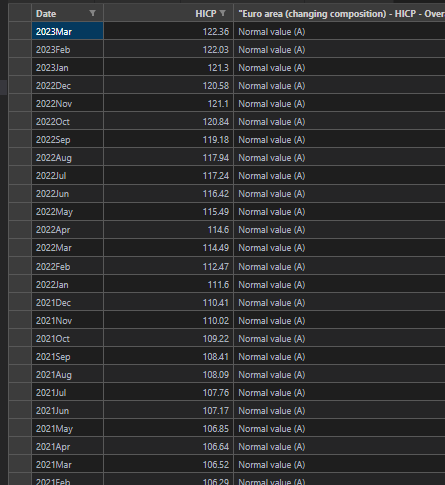 Date HICP "Euro area (changing composition) - HICP - Over
2023Mar 122.36 Normal value (A)
2023Feb 122.03 Normal value (A)
2023Jan 121.3 Normal value (A)
2022Dec 120.58 Normal value (A)
2022Nov 121.1 Normal value (A)
2022Oct 120.84 Normal value (A)
2022Sep 119.18 Normal value (A)
2022Aug 117.94 Normal value (A)
2022Jul 117.24 Normal value (A)
2022Jun 116.42 Normal value (A)
2022May 115.49 Normal value (A)
2022Apr 114.6 Normal value (A)
2022Mar 114.49 Normal value (A)
2022Feb 112.47 Normal value (A)
2022Jan 111.6 Normal value (A)
2021Dec 110.41 Normal value (A)
2021Nov 110.02 Normal value (A)
2021Oct 109.22 Normal value (A)
2021Sep 108.41 Normal value (A)
2021Aug 108.09 Normal value (A)
2021Jul 107.76 Normal value (A)
2021Jun 107.17 Normal value (A)
2021May 106.85 Normal value (A)
2021Apr 106.64 Normal value (A)
2021Mar 106.52 Normal value (A)
2021Feb 106.29 Normal value (A)